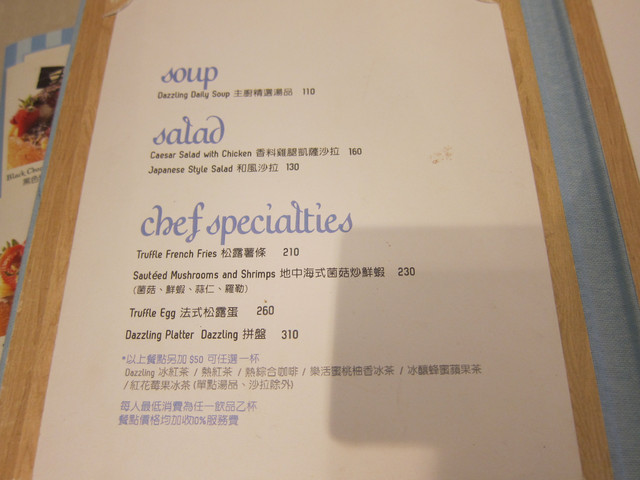 soup
Dazzling Daily Soup 主廚精選湯品 110
salad
Caesar Salad with Chicken 香料雞腿凱薩沙拉 160
Japanese Style Salad 和風沙拉 130
chef specialties
Truffle French Fries 松露薯條 210
Sautéed Mushrooms and Shrimps 地中海式菌菇炒鮮蝦 230
(菌菇、鮮蝦、蒜仁、羅勒)
Truffle Egg 法式松露蛋 260
Dazzling Platter Dazzling 拼盤 310
*以上餐點另加 $50 可任選一杯
Dazzling 冰紅茶 / 熱紅茶 / 熱綜合咖啡 / 樂活蜜桃柚香冰茶 / 冰釀蜂蜜蘋果茶
/ 紅花莓果冰茶 (單點湯品、沙拉除外)
每人最低消費為任一飲品乙杯
餐點價格均加收10%服務費
Black Choc